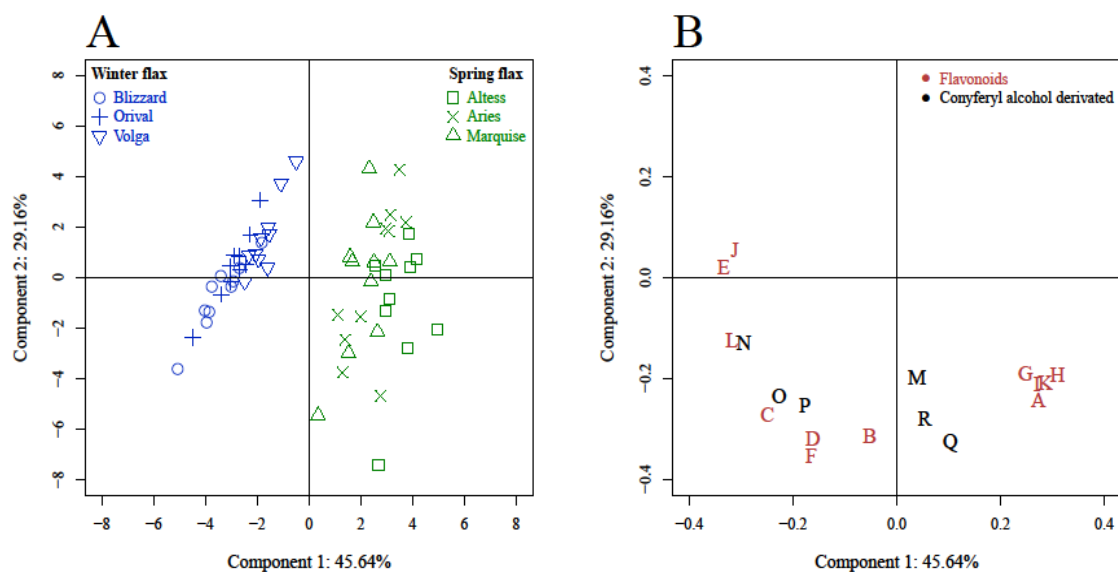 A
Winter flax
Blizzard
Orival
Volga
Spring flax
Altess
Aries
Marquise
Component 2: 29.16%
8
6
4
2
0
−2
−4
−6
−8
−8 −6 −4 −2 0 2 4 6 8
Component 1: 45.64%
B
Flavonoids
Conyferyl alcohol derivated
Component 2: 29.16%
0.4
0.2
0.0
−0.2
−0.4
J
E
L N
M
G I K H
A
O P
C
R
D B Q
F
−0.4 −0.2 0.0 0.2 0.4
Component 1: 45.64%